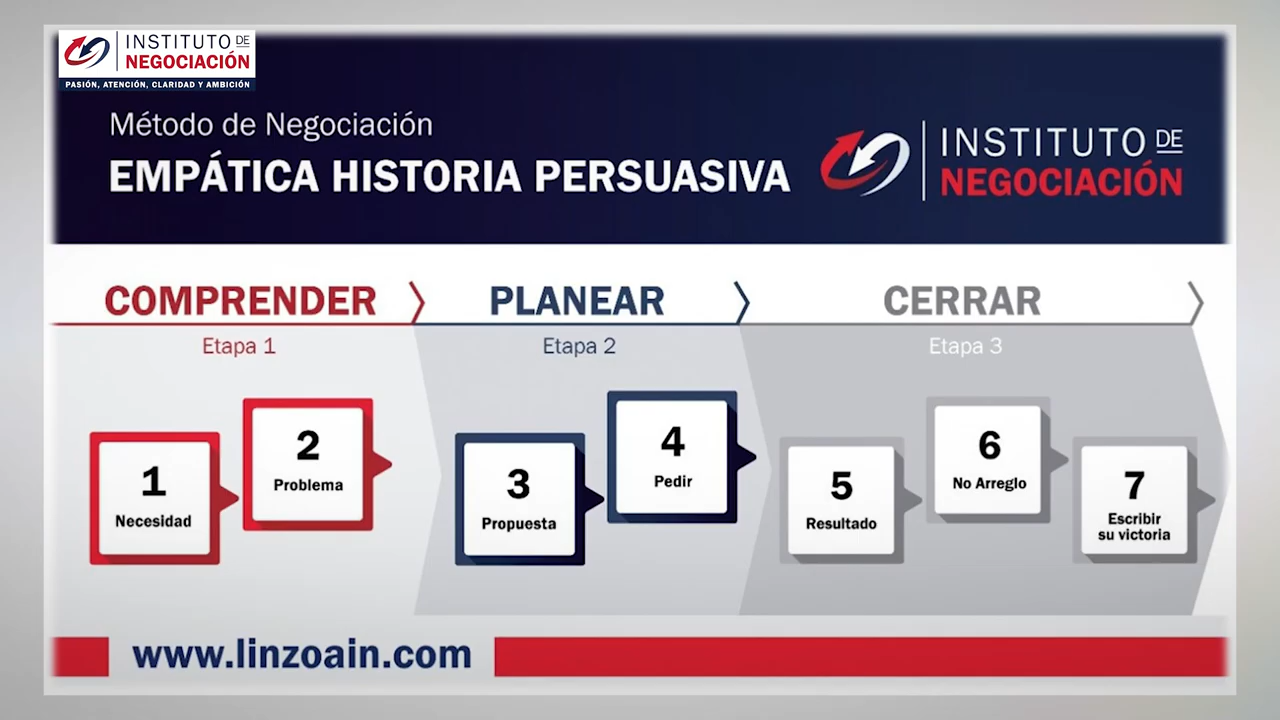 INSTITUTO DE
NEGOCIACIÓN
PASIÓN, ATENCIÓN, CLARIDAD Y AMBICIÓN
Método de Negociación
EMPÁTICA HISTORIA PERSUASIVA
INSTITUTO DE
NEGOCIACIÓN
COMPRENDER
Etapa 1
PLANEAR
Etapa 2
CERRAR
Etapa 3
1
Necesidad
2
Problema
3
Propuesta
4
Pedir
5
Resultado
6
No Arreglo
7
Escribir
su victoria
www.linzoain.com